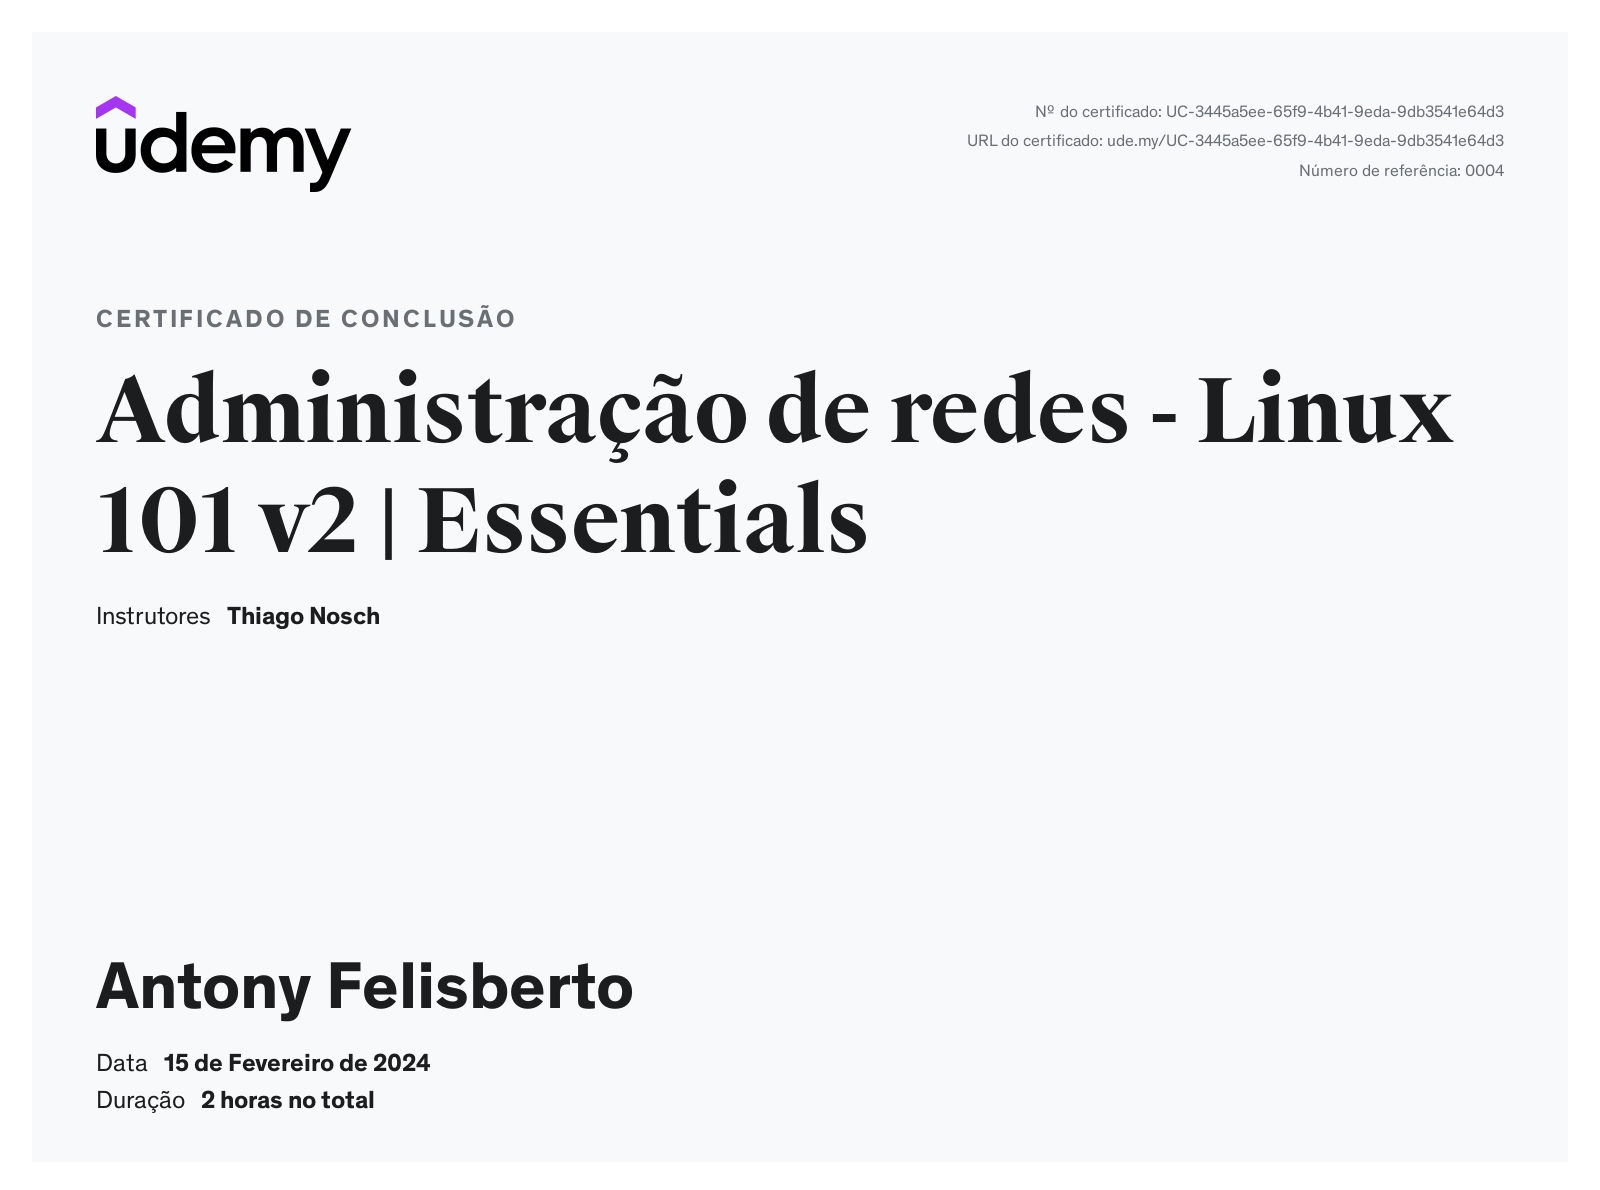 udemy
Nº do certificado: UC-3445a5ee-65f9-4b41-9eda-9db3541e64d3
URL do certificado: ude.my/UC-3445a5ee-65f9-4b41-9eda-9db3541e64d3
Número de referência: 0004
CERTIFICADO DE CONCLUSÃO
Administração de redes - Linux
101 v2 | Essentials
Instrutores Thiago Nosch
Antony Felisberto
Data 15 de Fevereiro de 2024
Duração 2 horas no total